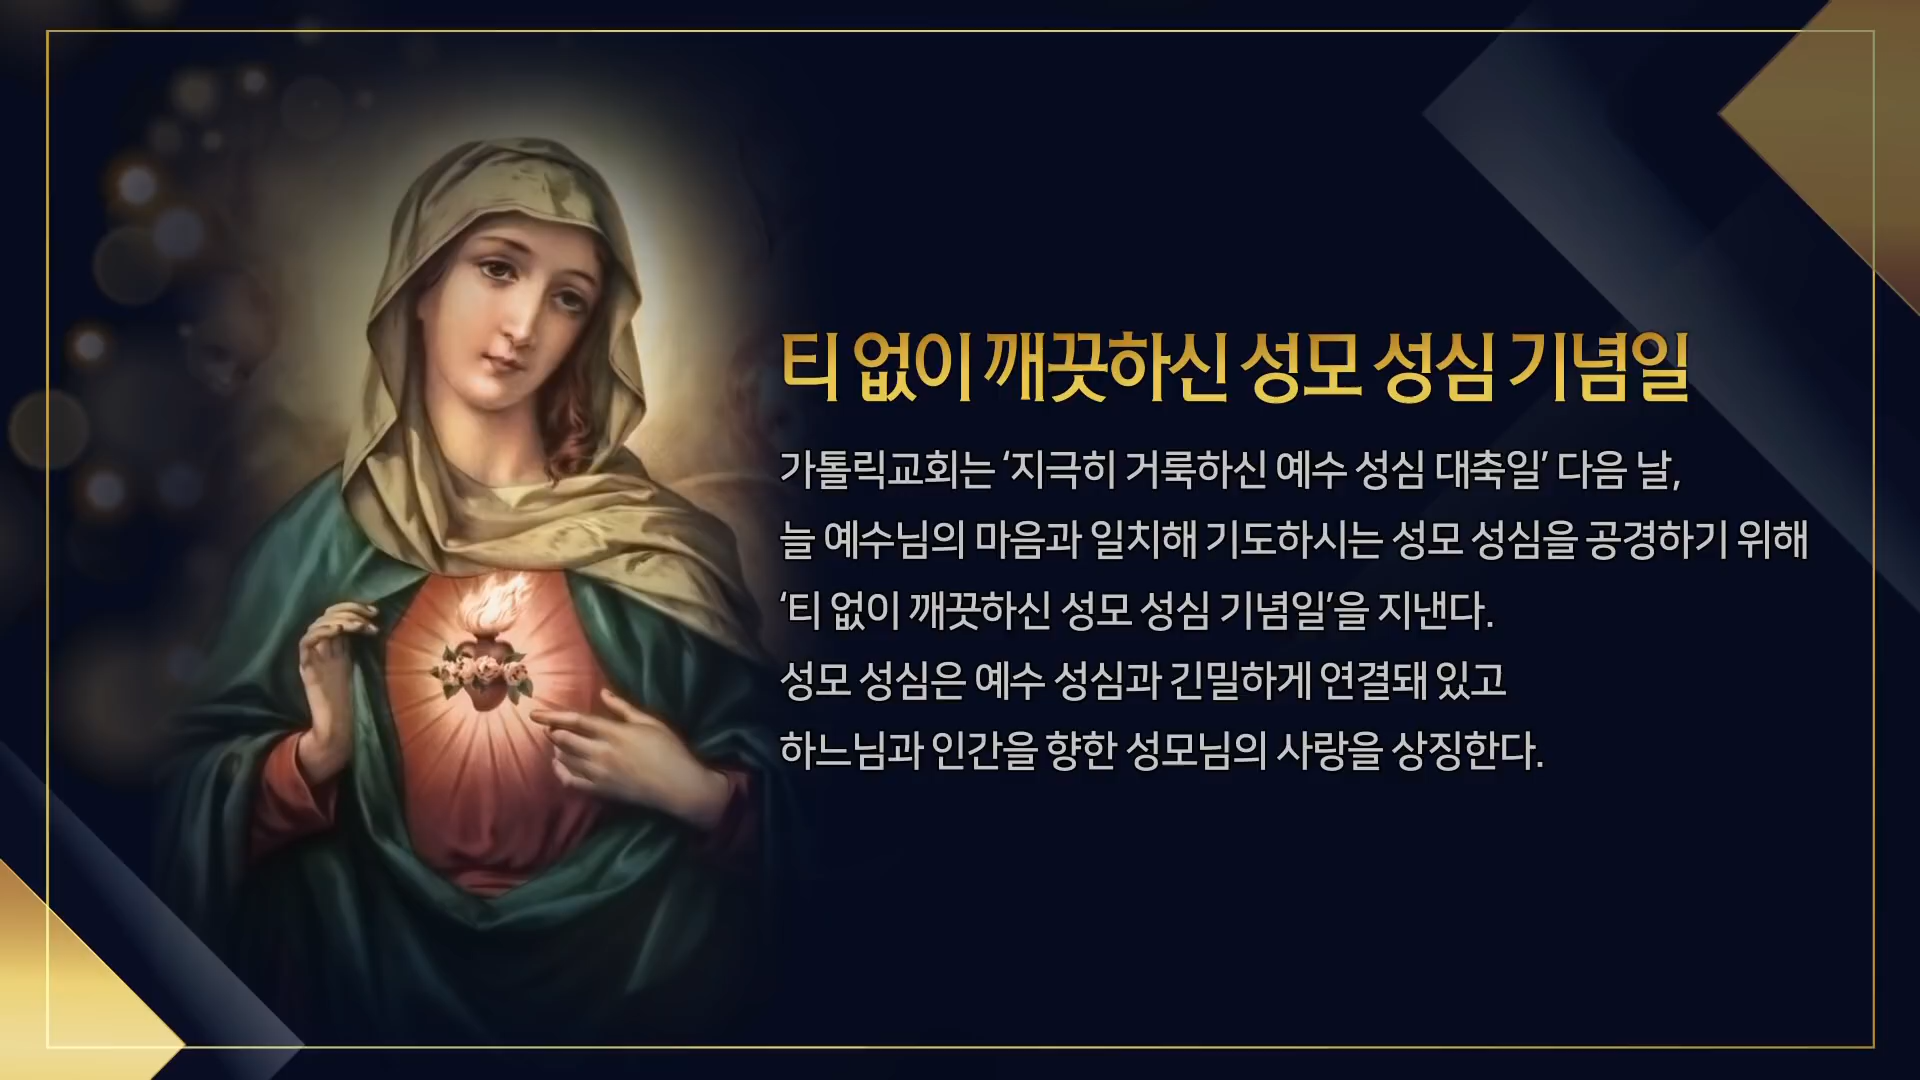 티 없이 깨끗하신 성모 성심 기념일
가톨릭교회는 ‘지극히 거룩하신 예수 성심 대축일’ 다음 날,
늘 예수님의 마음과 일치해 기도하시는 성모 성심을 공경하기 위해
‘티 없이 깨끗하신 성모 성심 기념일’을 지낸다.
성모 성심은 예수 성심과 긴밀하게 연결돼 있고
하느님과 인간을 향한 성모님의 사랑을 상징한다.